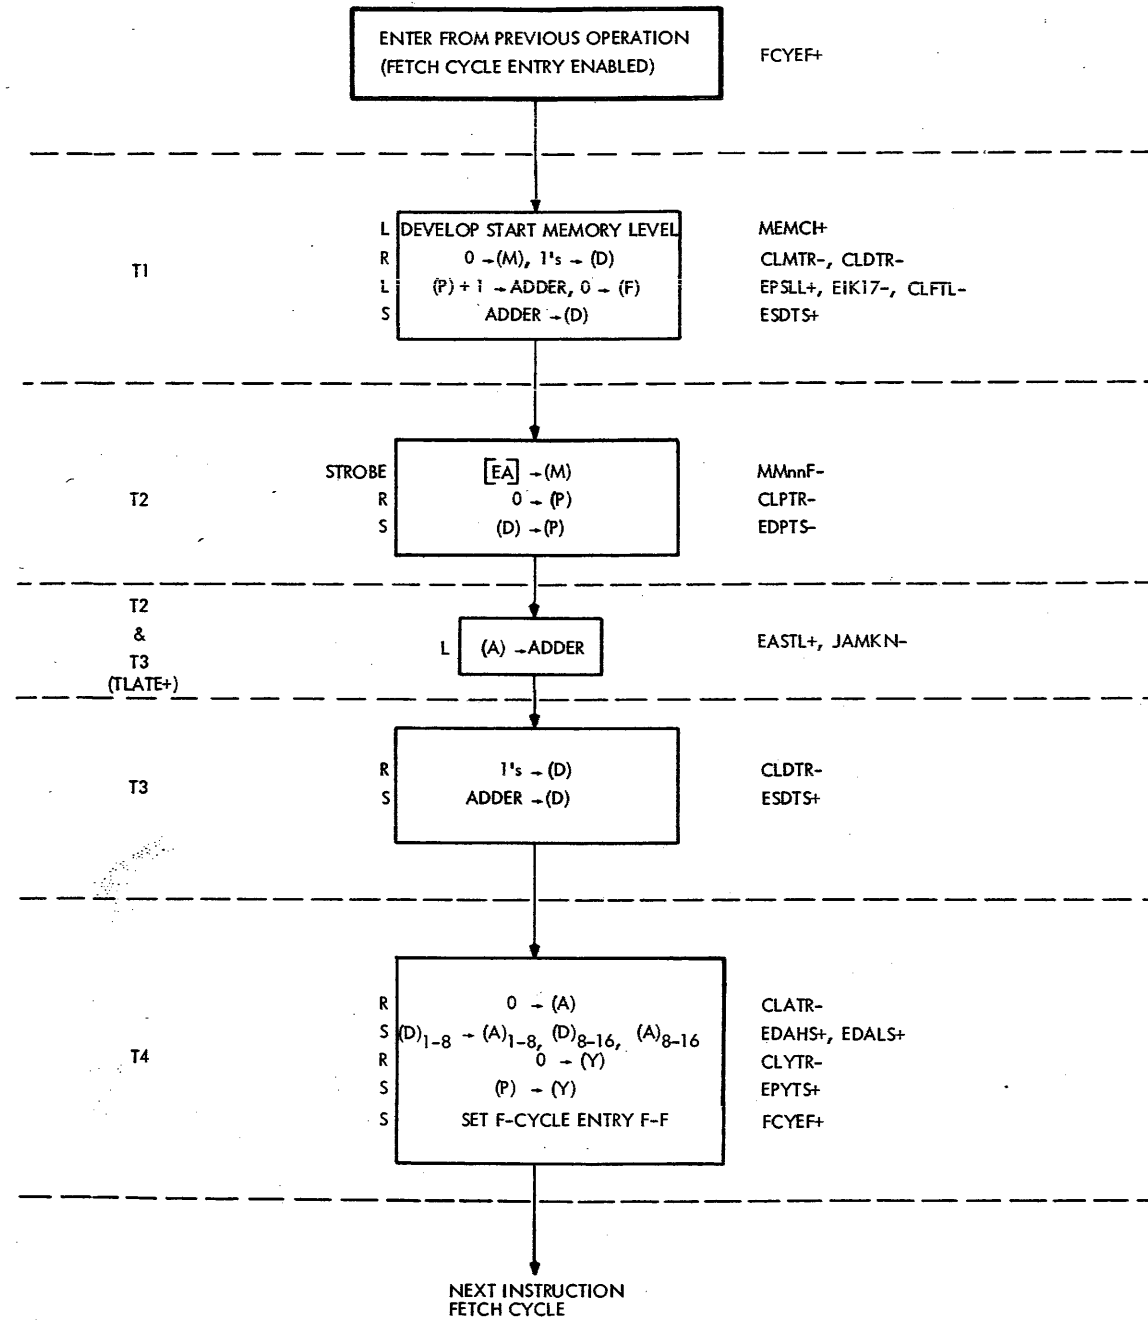 ENTER FROM PREVIOUS OPERATION
(FETCH CYCLE ENTRY ENABLED)
FCYEF+
T1
L DEVELOP START MEMORY LEVEL MEMCI+
R 0 → (M), 1's → (D) CLMTR-, CLDTR-
L (P) + 1 → ADDER, 0 → (F) EPSLL+, EIK17-, CLFTL-
S ADDER → (D) ESDTS+
T2
STROBE [EA] → (M) MMnnF-
R 0 → (P) CLPTR-
S (D) → (P) EDPTS-
T2
&
T3
(TLATE+)
L (A) → ADDER EASTL+, JAMKN-
T3
R 1's → (D) CLDTR-
S ADDER → (D) ESDTS+
T4
R 0 → (A) CLATR-
S (D)1-8 → (A)1-8, (D)8-16, (A)8-16 EDAHS+, EDALS+
R 0 → (Y) CLYTR-
S (P) → (Y) EPYTS+
S SET F-CYCLE ENTRY F-F FCYEF+
NEXT INSTRUCTION
FETCH CYCLE